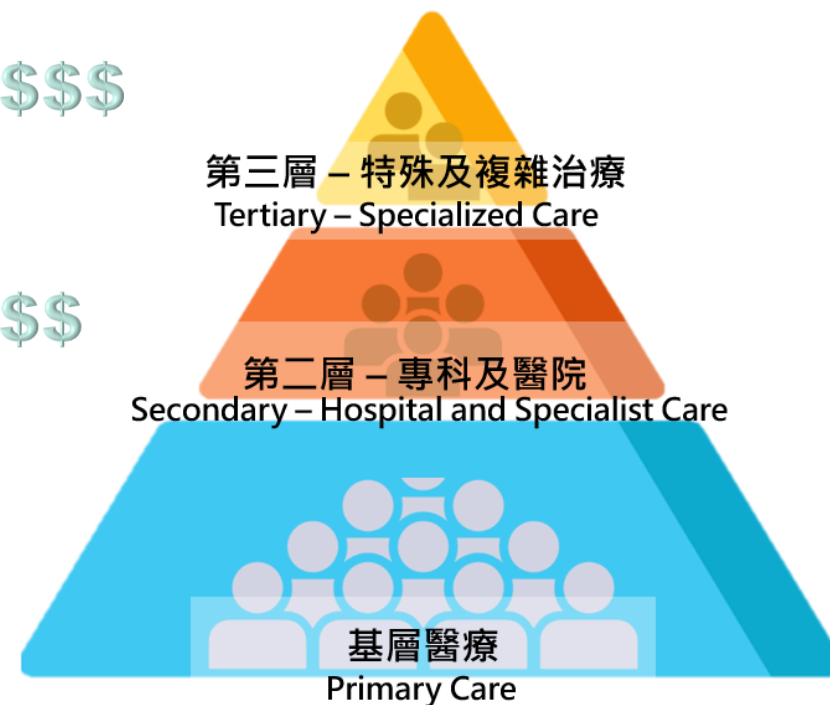 $$$
第三層 – 特殊及複雜治療
Tertiary – Specialized Care
$$
第二層 – 專科及醫院
Secondary – Hospital and Specialist Care
基層醫療
Primary Care